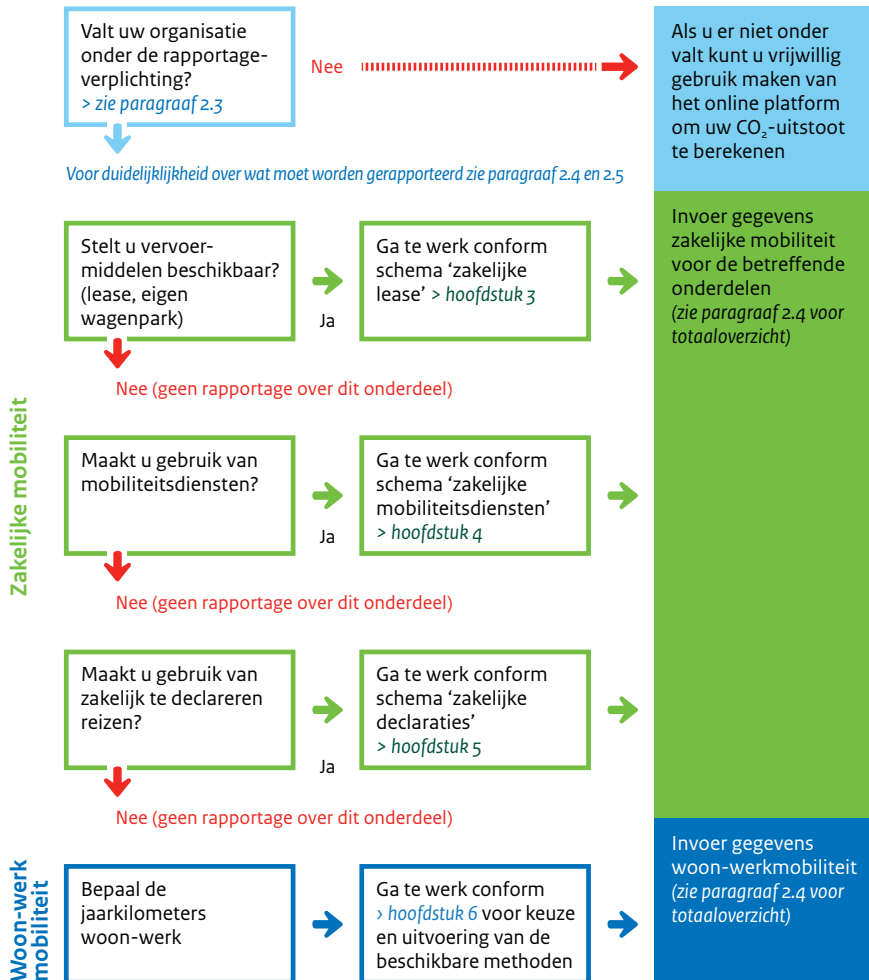 Valt uw organisatie
onder de rapportage-
verplichting?
> zie paragraaf 2.3
Nee
Als u er niet onder
valt kunt u vrijwillig
gebruik maken van
het online platform
om uw CO₂-uitstoot
te berekenen
Voor duidelijklijkheid over wat moet worden gerapporteerd zie paragraaf 2.4 en 2.5
Zakelijke mobiliteit
Stelt u vervoer-
middelen beschikbaar?
(lease, eigen
wagenpark)
Ja
Ga te werk conform
schema ‘zakelijke
lease’ > hoofdstuk 3
Invoer gegevens
zakelijke mobiliteit
voor de betreffende
onderdelen
(zie paragraaf 2.4 voor
totaaloverzicht)
Nee (geen rapportage over dit onderdeel)
Maakt u gebruik van
mobiliteitsdiensten?
Ja
Ga te werk conform
schema ‘zakelijke
mobiliteitsdiensten’
> hoofdstuk 4
Nee (geen rapportage over dit onderdeel)
Maakt u gebruik van
zakelijk te declareren
reizen?
Ja
Ga te werk conform
schema ‘zakelijke
declaraties’
> hoofdstuk 5
Nee (geen rapportage over dit onderdeel)
Woon-werk
mobiliteit
Bepaal de
jaarkilometers
woon-werk
Ga te werk conform
> hoofdstuk 6 voor keuze
en uitvoering van de
beschikbare methoden
Invoer gegevens
woon-werkmobiliteit
(zie paragraaf 2.4 voor
totaaloverzicht)